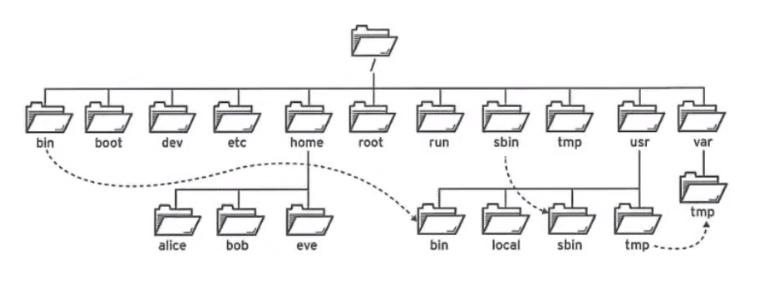 /
bin boot dev etc home root run sbin tmp usr var
tmp
alice bob eve bin local sbin tmp